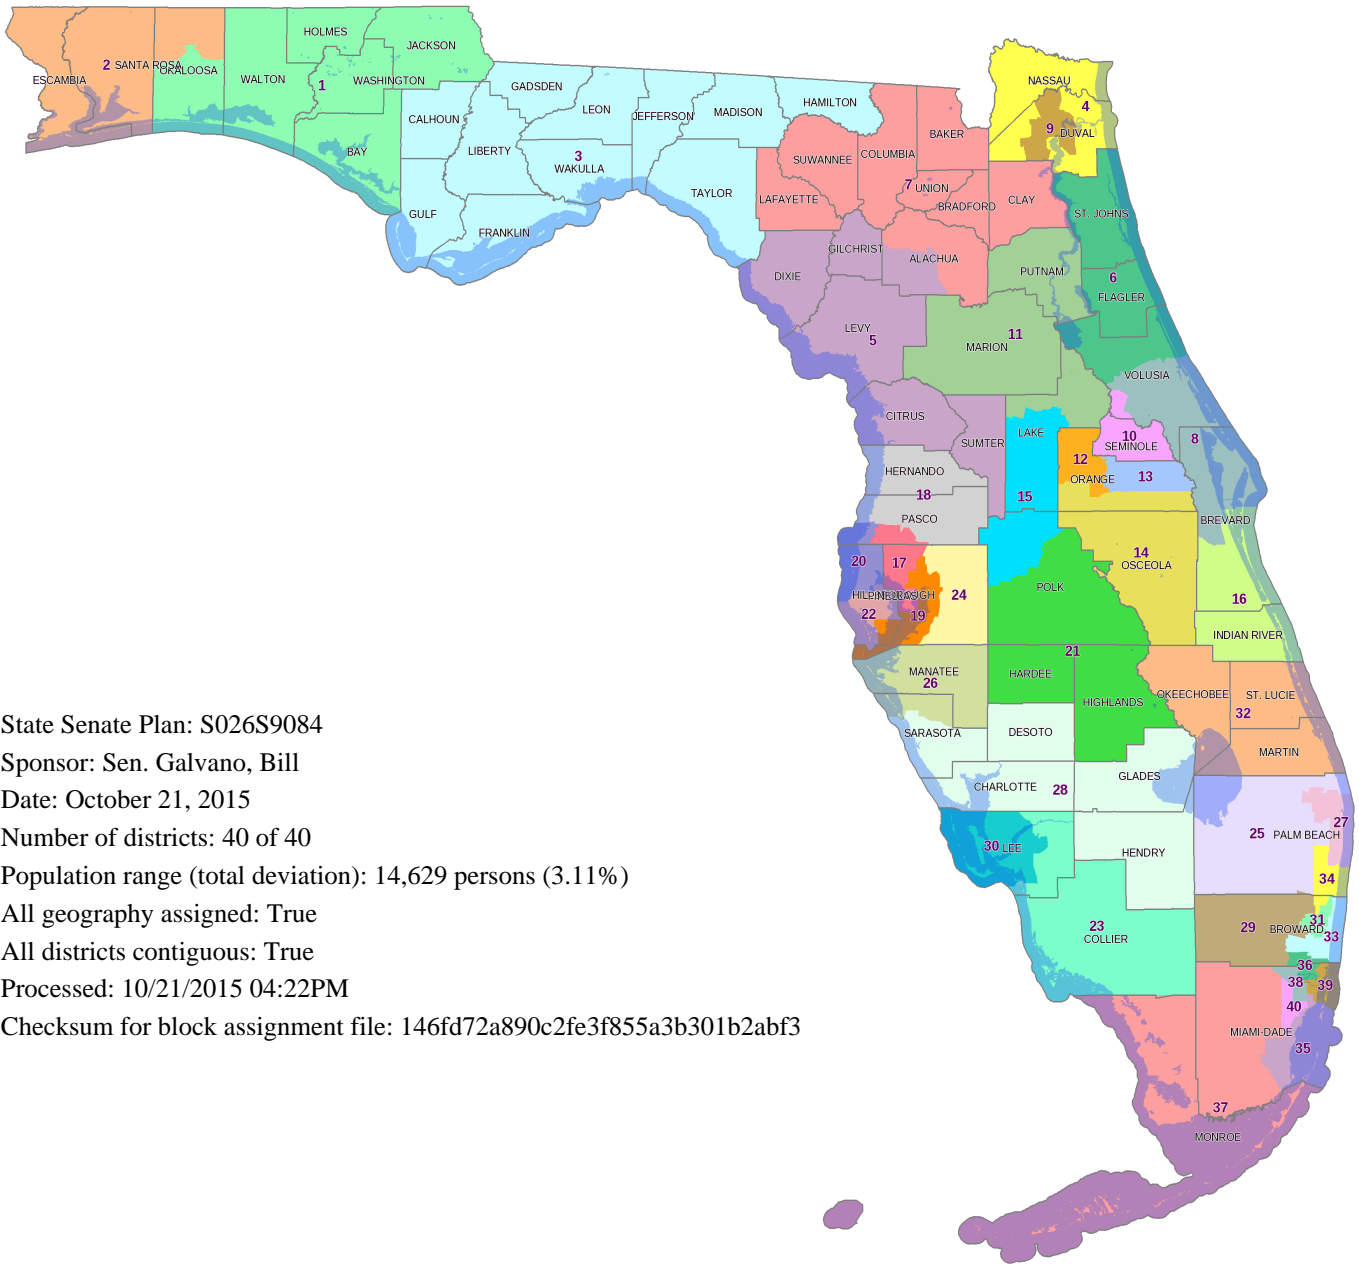 HOLMES
JACKSON
2 SANTA ROSA
OKALOOSA
ESCAMBIA
WALTON
1
WASHINGTON
BAY
GADSDEN
CALHOUN
LEON
JEFFERSON
MADISON
HAMILTON
LIBERTY
3
WAKULLA
TAYLOR
GULF
FRANKLIN
NASSAU
4
9
DUVAL
BAKER
COLUMBIA
SUWANNEE
7 UNION
LAFAYETTE
BRADFORD
CLAY
ST. JOHNS
GILCHRIST
ALACHUA
DIXIE
PUTNAM
6
FLAGLER
LEVY
5
11
MARION
VOLUSIA
CITRUS
SUMTER
LAKE
10
SEMINOLE
8
12
ORANGE
13
HERNANDO
18
15
PASCO
BREVARD
20
17
14
OSCEOLA
POLK
HILLSBOROUGH
PINELLAS
24
22
19
16
INDIAN RIVER
21
MANATEE
26
HARDEE
HIGHLANDS
OKEECHOBEE
ST. LUCIE
32
SARASOTA
DESOTO
MARTIN
CHARLOTTE
28
GLADES
25
PALM BEACH
27
30 LEE
HENDRY
34
23
COLLIER
29
BROWARD
31
33
36
38
39
40
MIAMI-DADE
35
37
MONROE
State Senate Plan: S026S9084
Sponsor: Sen. Galvano, Bill
Date: October 21, 2015
Number of districts: 40 of 40
Population range (total deviation): 14,629 persons (3.11%)
All geography assigned: True
All districts contiguous: True
Processed: 10/21/2015 04:22PM
Checksum for block assignment file: 146fd72a890c2fe3f855a3b301b2abf3